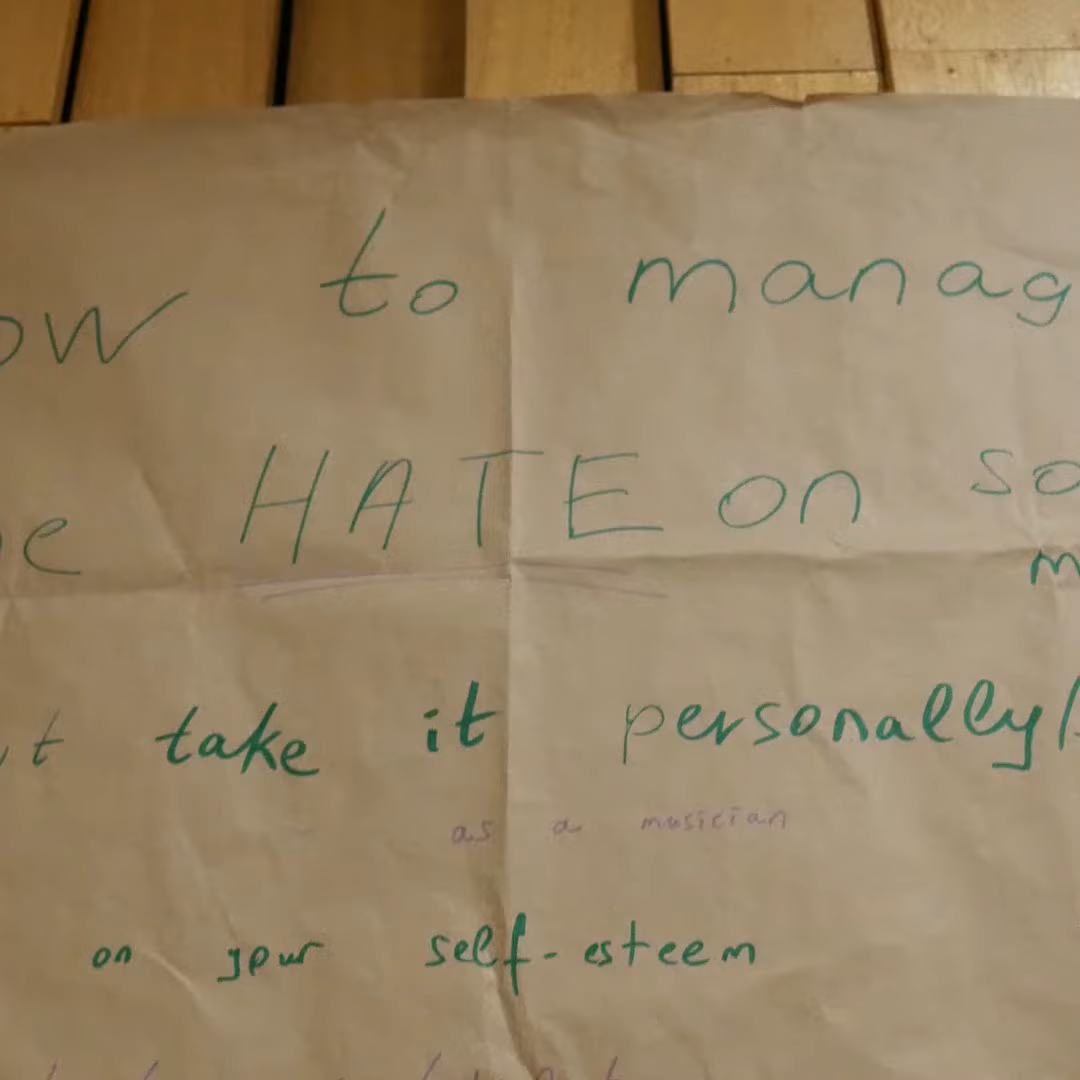 ow to manag
HATE on so
m
t take it personally
as a musician
on your self-esteem